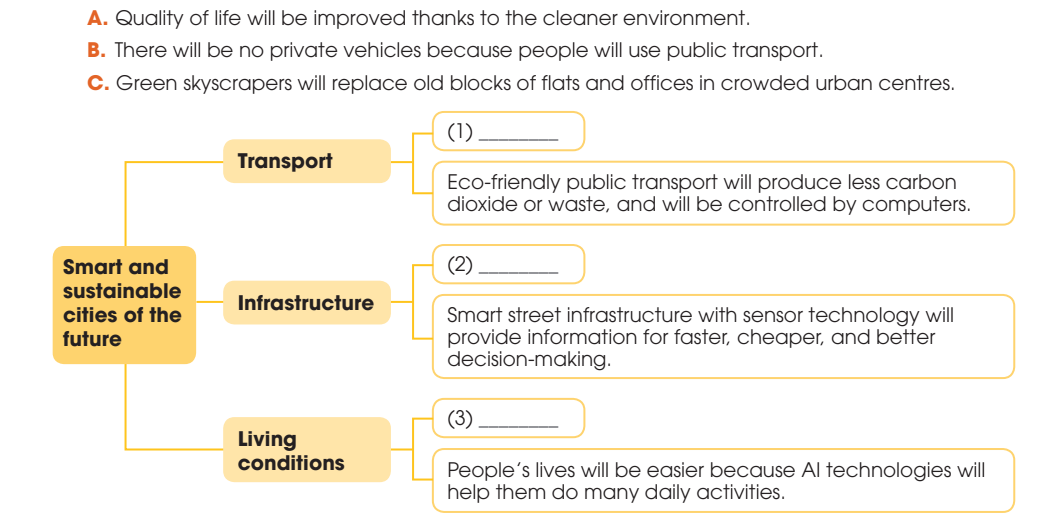 A. Quality of life will be improved thanks to the cleaner environment.
B. There will be no private vehicles because people will use public transport.
C. Green skyscrapers will replace old blocks of flats and offices in crowded urban centres.
Smart and
sustainable
cities of the
future
Transport
(1) ________
Eco-friendly public transport will produce less carbon
dioxide or waste, and will be controlled by computers.
Infrastructure
(2) ________
Smart street infrastructure with sensor technology will
provide information for faster, cheaper, and better
decision-making.
Living
conditions
(3) ________
People's lives will be easier because AI technologies will
help them do many daily activities.